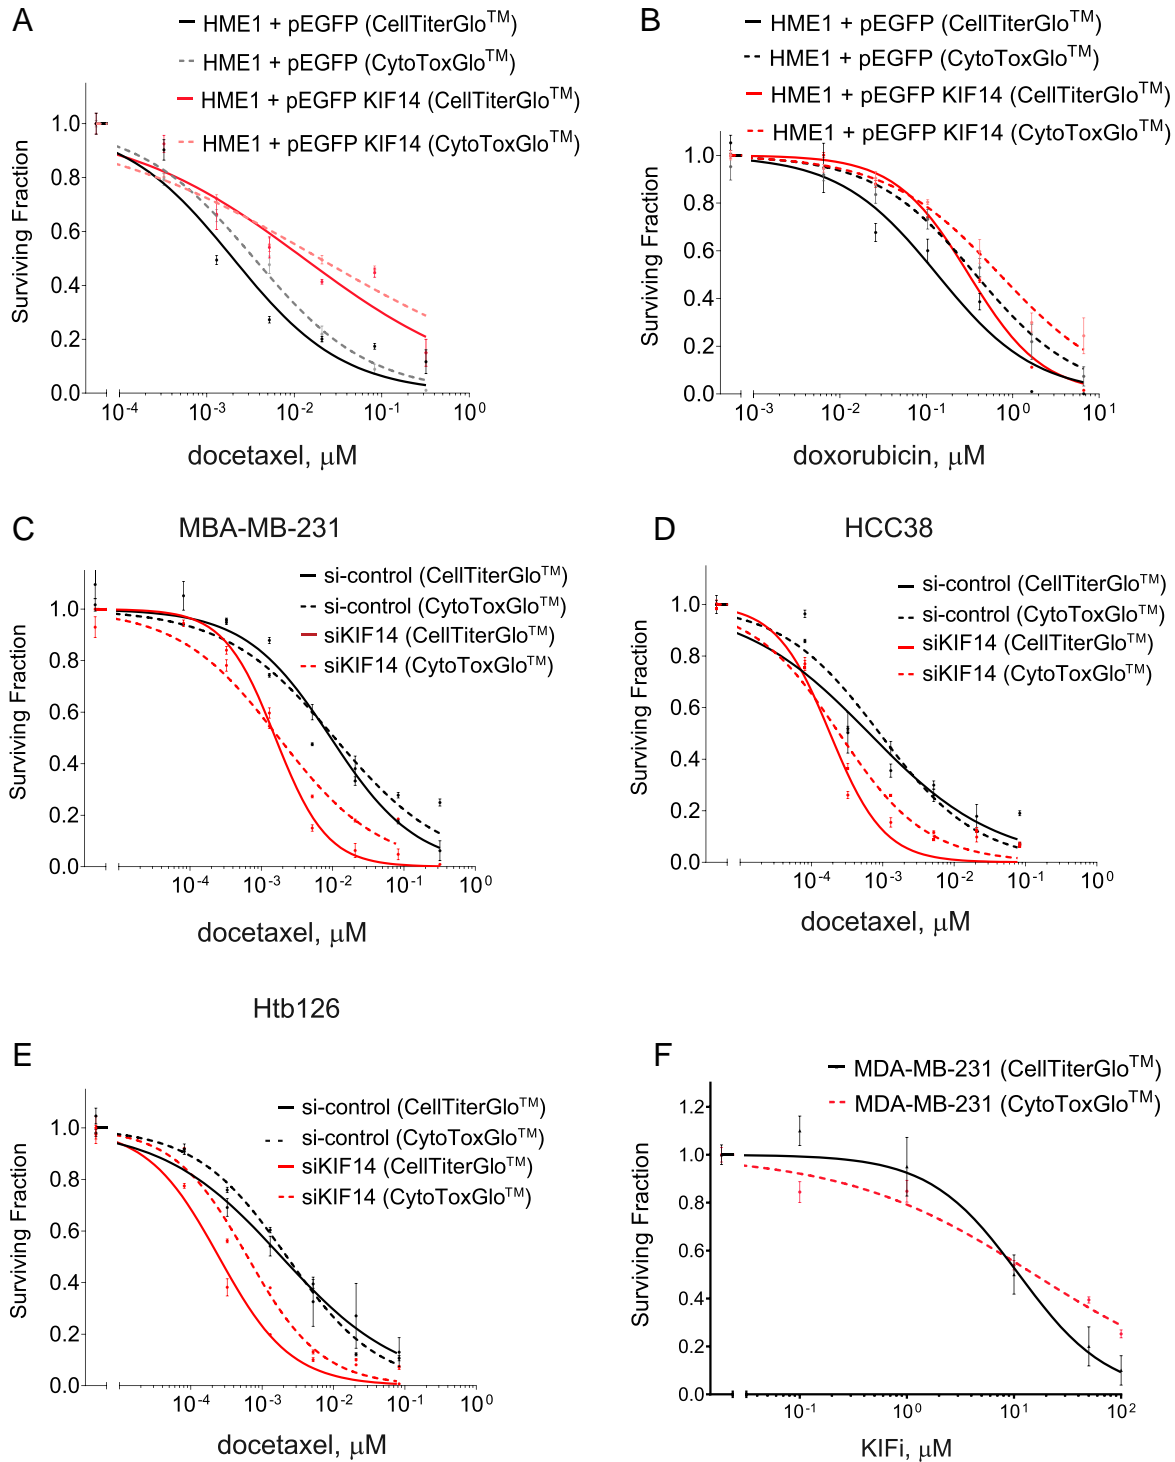 A
HME1 + pEGFP (CellTiterGlo™)
HME1 + pEGFP (CytoToxGlo™)
HME1 + pEGFP KIF14 (CellTiterGlo™)
HME1 + pEGFP KIF14 (CytoToxGlo™)
Surviving Fraction
1.0
0.8
0.6
0.4
0.2
0.0
10⁻⁴ 10⁻³ 10⁻² 10⁻¹ 10⁰
docetaxel, μM
B
HME1 + pEGFP (CellTiterGlo™)
HME1 + pEGFP (CytoToxGlo™)
HME1 + pEGFP KIF14 (CellTiterGlo™)
HME1 + pEGFP KIF14 (CytoToxGlo™)
Surviving Fraction
1.0
0.8
0.6
0.4
0.2
0.0
10⁻³ 10⁻² 10⁻¹ 10⁰ 10¹
doxorubicin, μM
C
MBA-MB-231
si-control (CellTiterGlo™)
si-control (CytoToxGlo™)
siKIF14 (CellTiterGlo™)
siKIF14 (CytoToxGlo™)
Surviving Fraction
1.0
0.8
0.6
0.4
0.2
0.0
10⁻⁴ 10⁻³ 10⁻² 10⁻¹ 10⁰
docetaxel, μM
D
HCC38
si-control (CellTiterGlo™)
si-control (CytoToxGlo™)
siKIF14 (CellTiterGlo™)
siKIF14 (CytoToxGlo™)
Surviving Fraction
1.0
0.8
0.6
0.4
0.2
0.0
10⁻⁴ 10⁻³ 10⁻² 10⁻¹ 10⁰
docetaxel, μM
E
Htb126
si-control (CellTiterGlo™)
si-control (CytoToxGlo™)
siKIF14 (CellTiterGlo™)
siKIF14 (CytoToxGlo™)
Surviving Fraction
1.0
0.8
0.6
0.4
0.2
0.0
10⁻⁴ 10⁻³ 10⁻² 10⁻¹ 10⁰
docetaxel, μM
F
MDA-MB-231 (CellTiterGlo™)
MDA-MB-231 (CytoToxGlo™)
Surviving Fraction
1.2
1.0
0.8
0.6
0.4
0.2
0.0
10⁻¹ 10⁰ 10¹ 10²
KIFi, μM